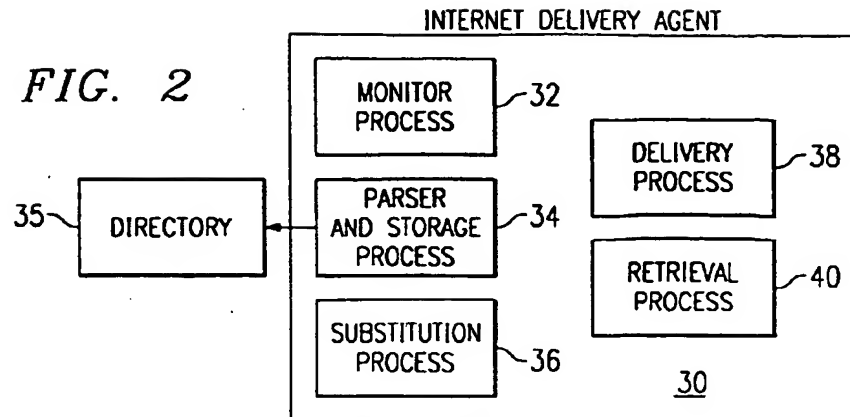 INTERNET DELIVERY AGENT
FIG. 2
MONITOR
PROCESS
32
DELIVERY
PROCESS
38
35
DIRECTORY
PARSER
AND STORAGE
PROCESS
34
RETRIEVAL
PROCESS
40
SUBSTITUTION
PROCESS
36
30